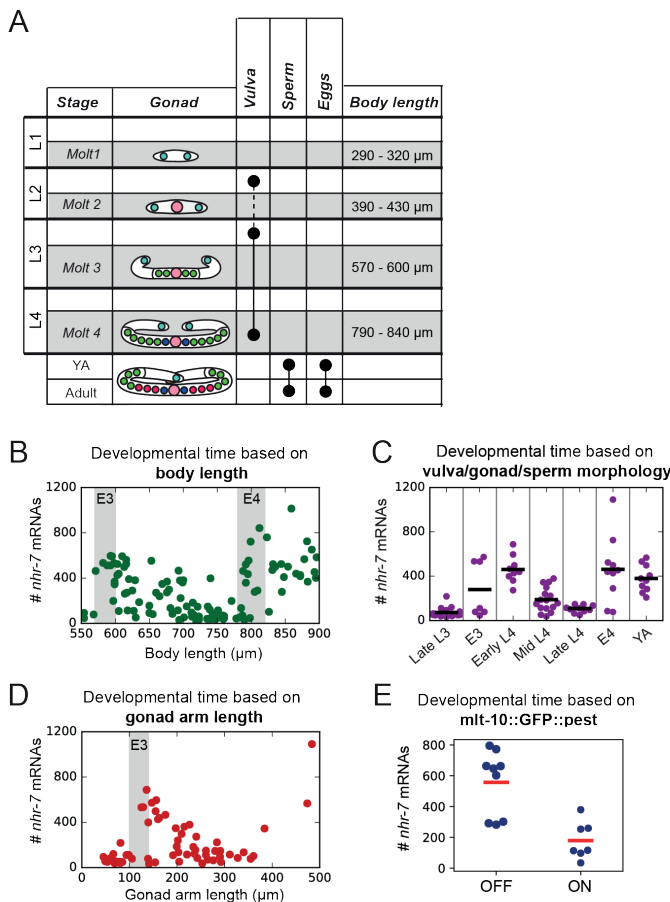 A
Stage Gonad Vulva Sperm Eggs Body length
L1
Molt1 290 - 320 µm
L2
Molt 2 390 - 430 µm
L3
Molt 3 570 - 600 µm
L4
Molt 4 790 - 840 µm
YA
Adult
B
Developmental time based on
body length
# nhr-7 mRNAs
1200
800
400
0
E3
E4
550 600 650 700 750 800 850 900
Body length (µm)
C
Developmental time based on
vulva/gonad/sperm morphology
# nhr-7 mRNAs
1200
800
400
0
Late L3
E3
Early L4
Mid L4
Late L4
E4
YA
D
Developmental time based on
gonad arm length
# nhr-7 mRNAs
1200
800
400
0
E3
0 100 200 300 400 500
Gonad arm length (µm)
E
Developmental time based on
mlt-10::GFP::pest
# nhr-7 mRNAs
800
600
400
200
0
OFF ON